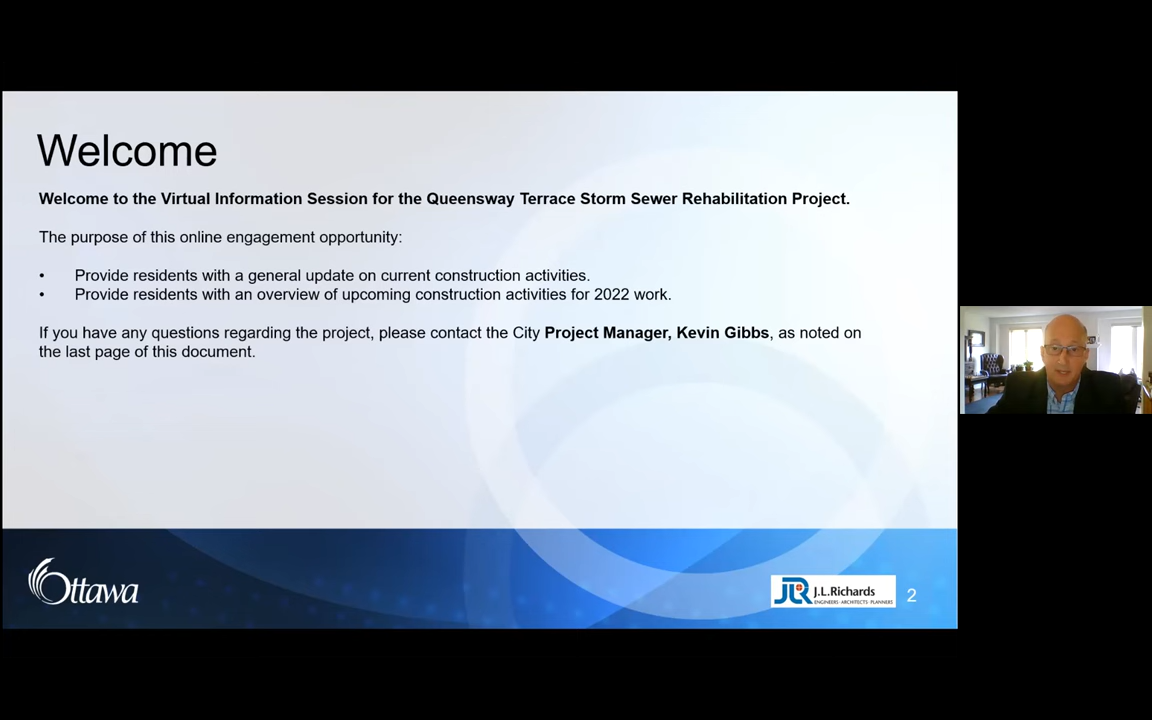 Welcome
Welcome to the Virtual Information Session for the Queensway Terrace Storm Sewer Rehabilitation Project.
The purpose of this online engagement opportunity:
• Provide residents with a general update on current construction activities.
• Provide residents with an overview of upcoming construction activities for 2022 work.
If you have any questions regarding the project, please contact the City Project Manager, Kevin Gibbs, as noted on
the last page of this document.
Ottawa
JLR J.L.Richards
ENGINEERS · ARCHITECTS · PLANNERS
2